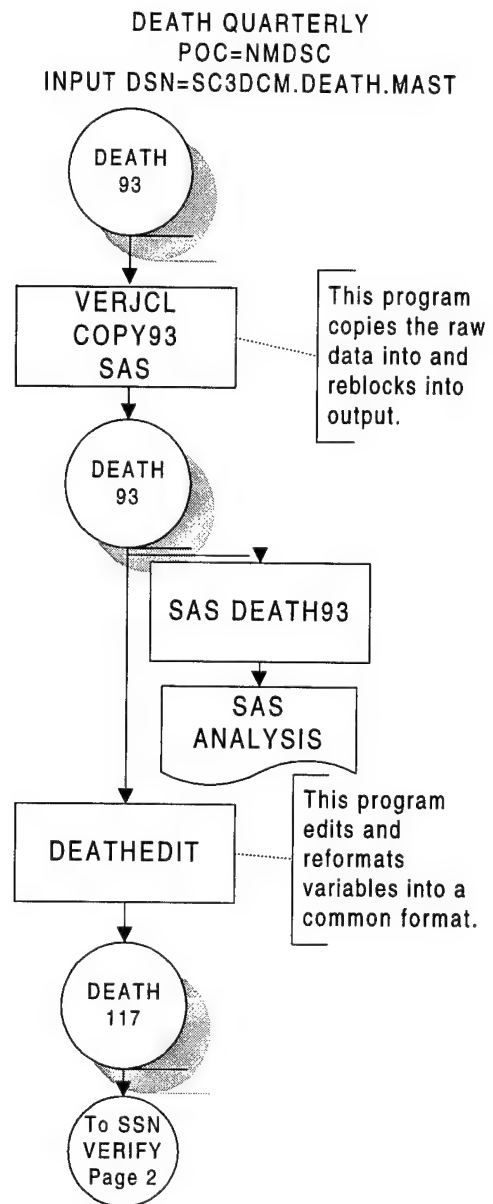 DEATH QUARTERLY
POC=NMDSC
INPUT DSN=SC3DCM.DEATH.MAST
DEATH
93
VERJCL
COPY93
SAS
This program
copies the raw
data into and
reblocks into
output.
DEATH
93
SAS DEATH93
SAS
ANALYSIS
DEATHEDIT
This program
edits and
reformats
variables into a
common format.
DEATH
117
To SSN
VERIFY
Page 2